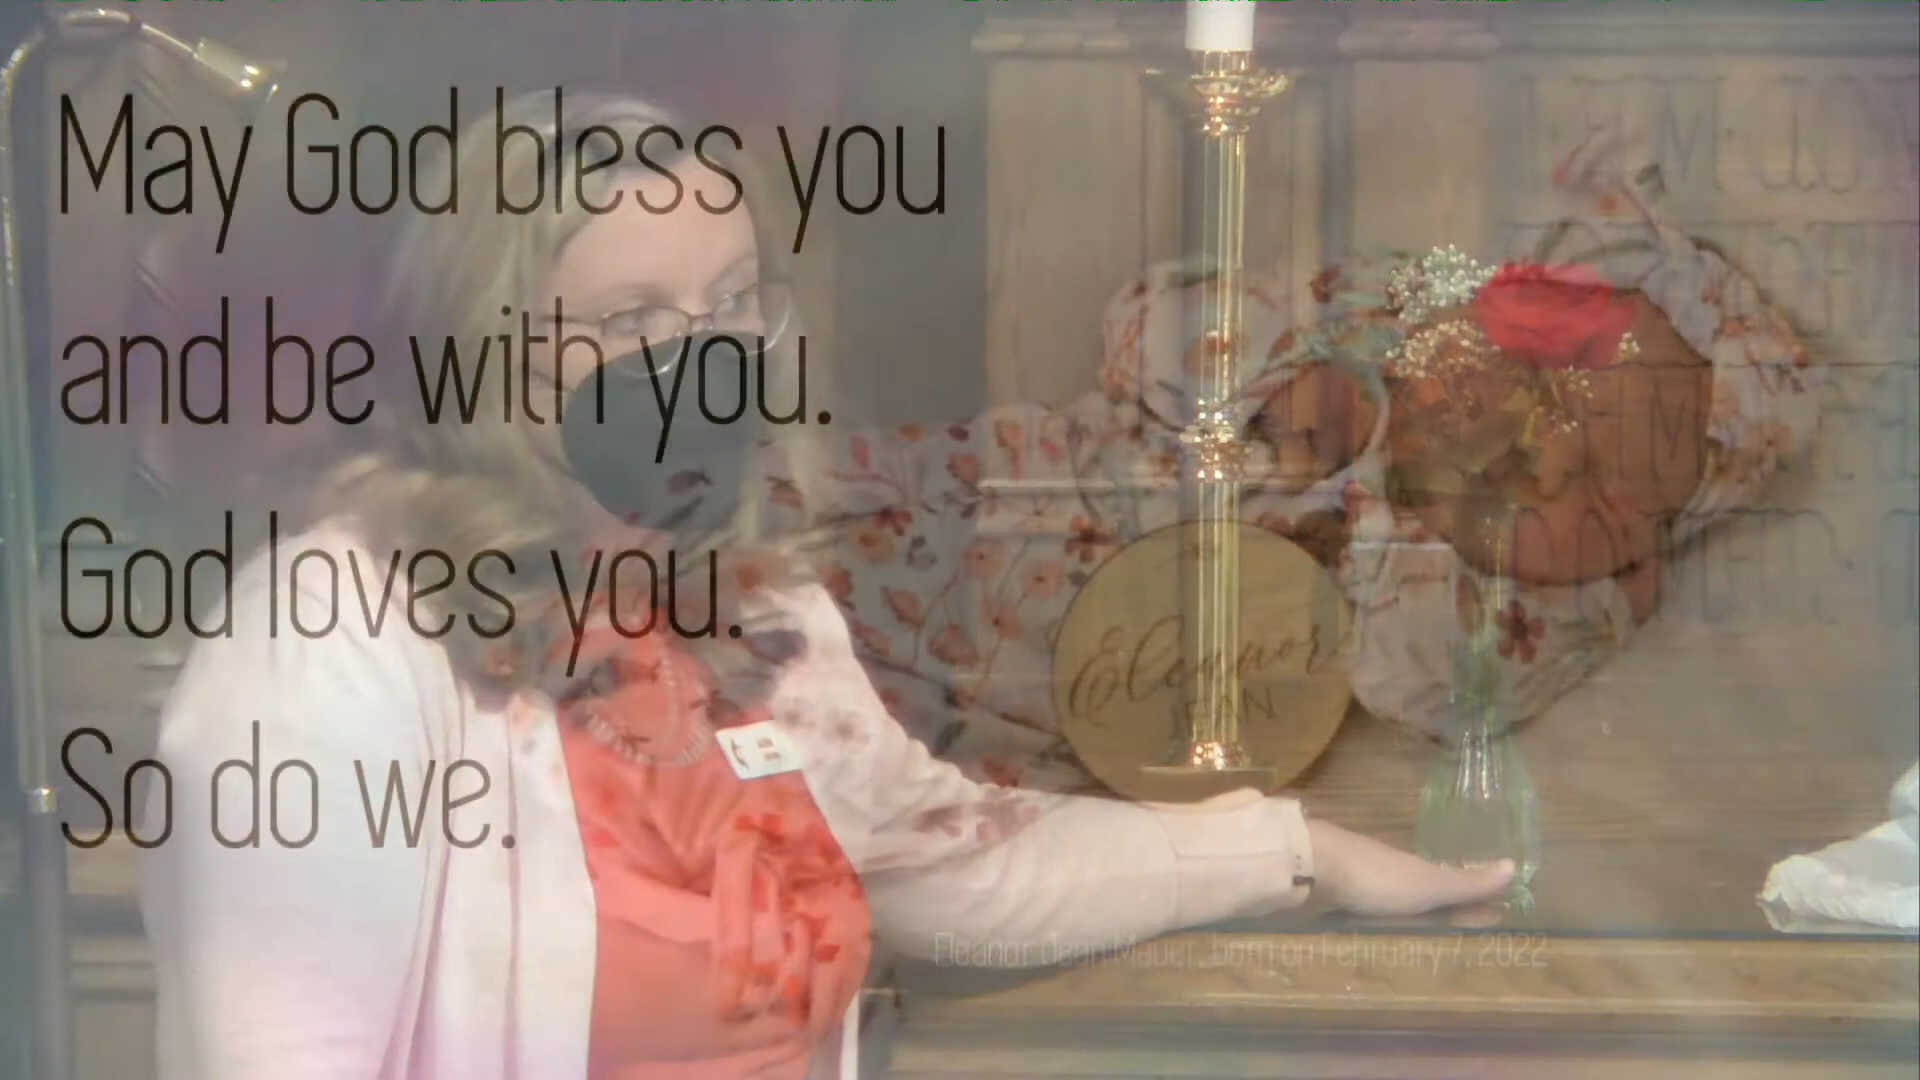 May God bless you
and be with you.
God loves you.
So do we.
Eleanor
JEAN
Eleanor Jean Mauer, born on February 7, 2022